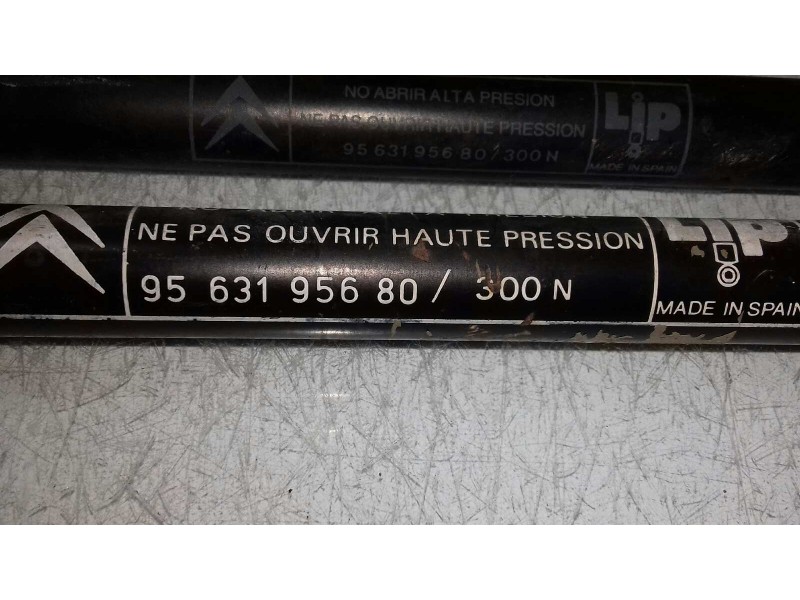 NO ABRIR ALTA PRESION
NE PAS OUVRIR HAUTE PRESSION
95 631 956 80 / 300 N
Lip
MADE IN SPAIN
PRESION
NE PAS OUVRIR HAUTE PRESSION
95 631 956 80 / 300 N
Lip
MADE IN SPAIN